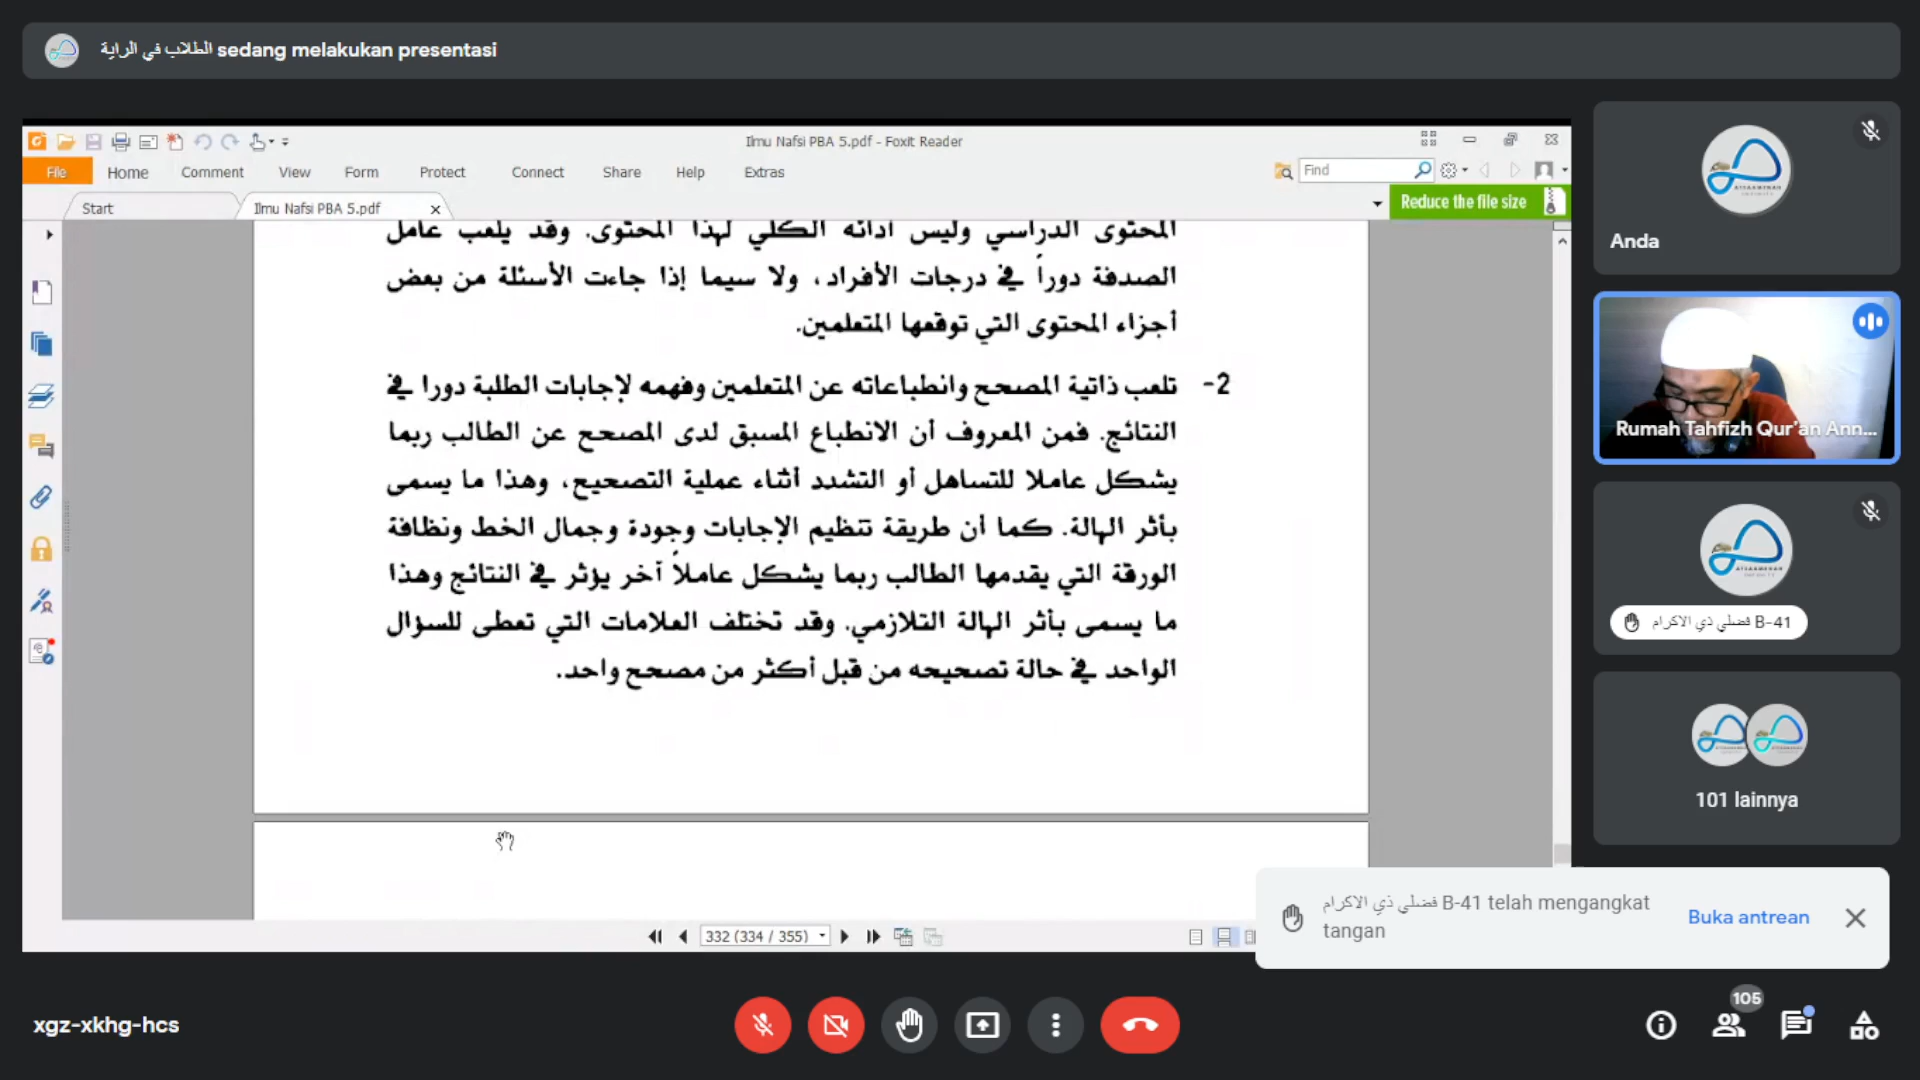 الطلاب في الراية sedang melakukan presentasi
Ilmu Nafsi PBA 5.pdf - Foxit Reader
File Home Comment View Form Protect Connect Share Help Extras
Find
Start
Ilmu Nafsi PBA 5.pdf
Reduce the file size
المحتوى الدراسي وليس ادائه الكلي لهذا المحتوى. وقد يلعب عامل
الصدفة دوراً في درجات الأفراد، ولا سيما إذا جاءت الأسئلة من بعض
أجزاء المحتوى التي توقعها المتعلمين.
2- تلعب ذاتية المصحح وانطباعاته عن المتعلمين وفهمه لإجابات الطلبة دورا في
النتائج. فمن المعروف أن الانطباع المسبق لدى المصحح عن الطالب ربما
يشكل عاملا للتساهل أو التشدد أثناء عملية التصحيح، وهذا ما يسمى
بأثر الهالة. كما أن طريقة تنظيم الإجابات وجودة وجمال الخط ونظافة
الورقة التي يقدمها الطالب ربما يشكل عاملاً آخر يؤثر في النتائج وهذا
ما يسمى بأثر الهالة التلازمي. وقد تختلف العلامات التي تعطى للسؤال
الواحد في حالة تصحيحه من قبل أكثر من مصحح واحد.
332 (334 / 355)
Anda
Rumah Tahfizh Qur'an Ann...
فضلي ذي الاكرام B-41
101 lainnya
فضلي ذي الاكرام B-41 telah mengangkat
tangan
Buka antrean
xgz-xkhg-hcs
105